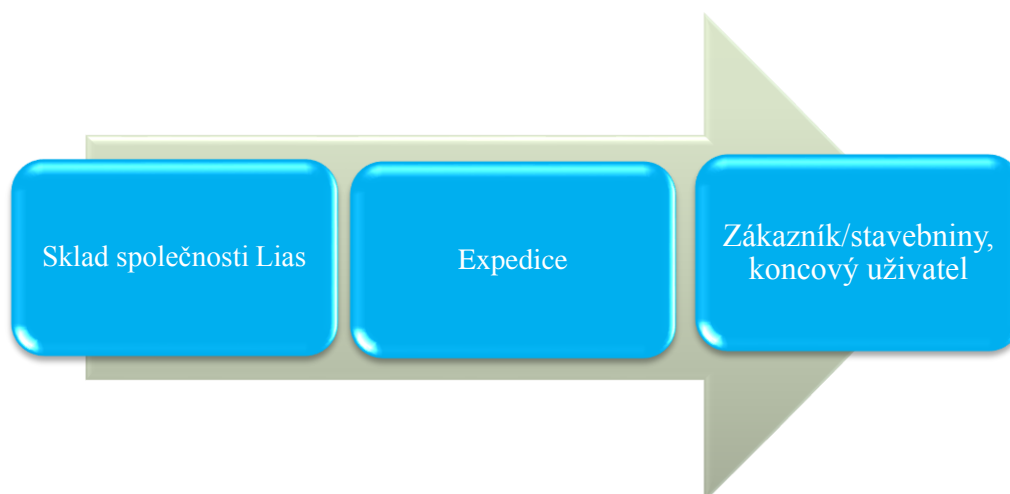 Sklad společnosti Lias
Expedice
Zákazník/stavebniny,
koncový uživatel